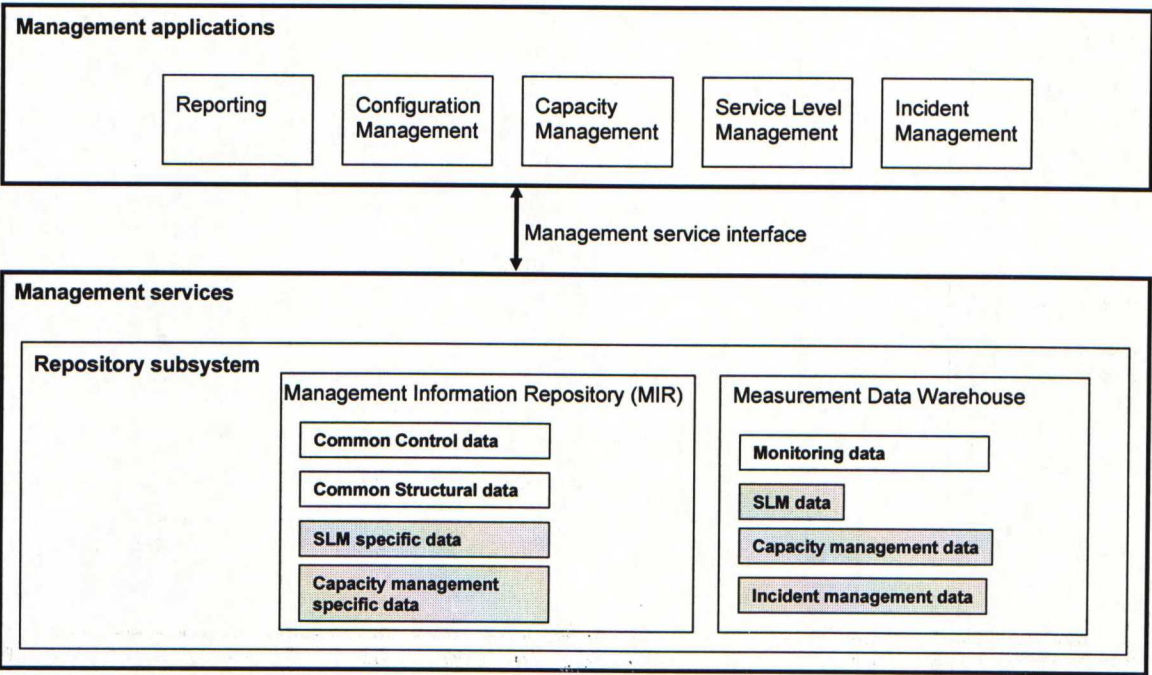 Management applications
Reporting
Configuration
Management
Capacity
Management
Service Level
Management
Incident
Management
Management service interface
Management services
Repository subsystem
Management Information Repository (MIR)
Common Control data
Common Structural data
SLM specific data
Capacity management
specific data
Measurement Data Warehouse
Monitoring data
SLM data
Capacity management data
Incident management data